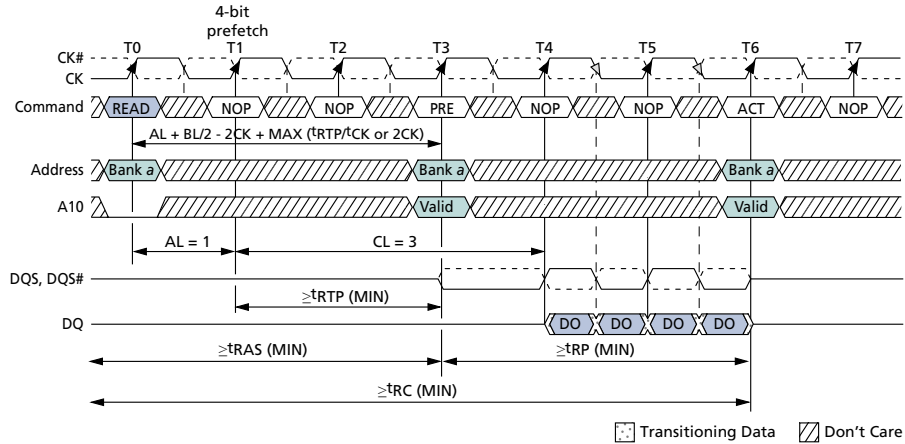 4-bit
prefetch
T0 T1 T2 T3 T4 T5 T6 T7
CK#
CK
Command READ NOP NOP PRE NOP NOP ACT NOP
AL + BL/2 - 2CK + MAX (tRTP/tCK or 2CK)
Address Bank a Bank a Bank a
A10 Valid Valid
AL = 1 CL = 3
DQS, DQS#
≥tRTP (MIN)
DQ DO DO DO DO
≥tRAS (MIN) ≥tRP (MIN)
≥tRC (MIN)
Transitioning Data Don't Care